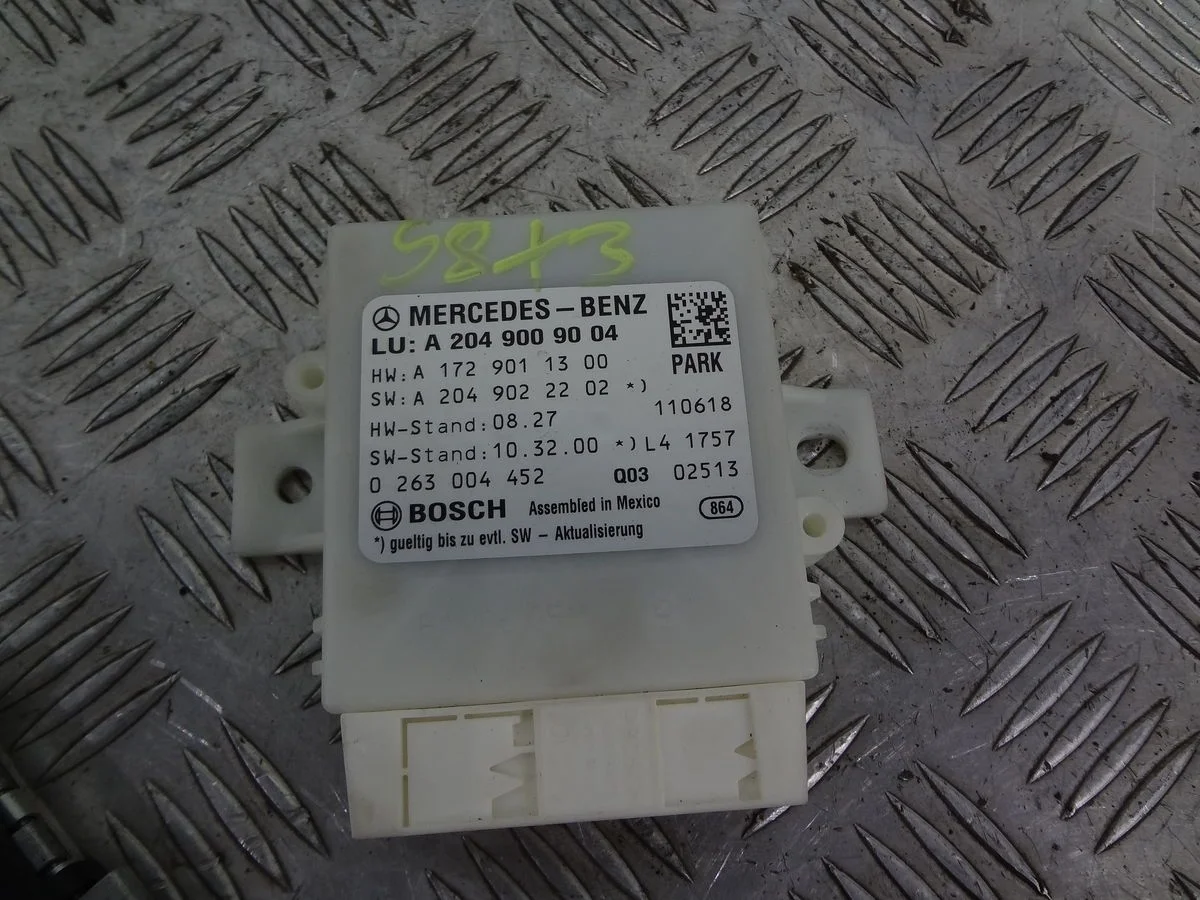 S8+3
MERCEDES-BENZ
LU: A 204 900 90 04
HW: A 172 901 13 00 PARK
SW: A 204 902 22 02 *)
HW-Stand: 08.27 110618
SW-Stand: 10.32.00 *) L4 1757
0 263 004 452 Q03 02513
BOSCH Assembled in Mexico 864
*) gueltig bis zu evtl. SW - Aktualisierung